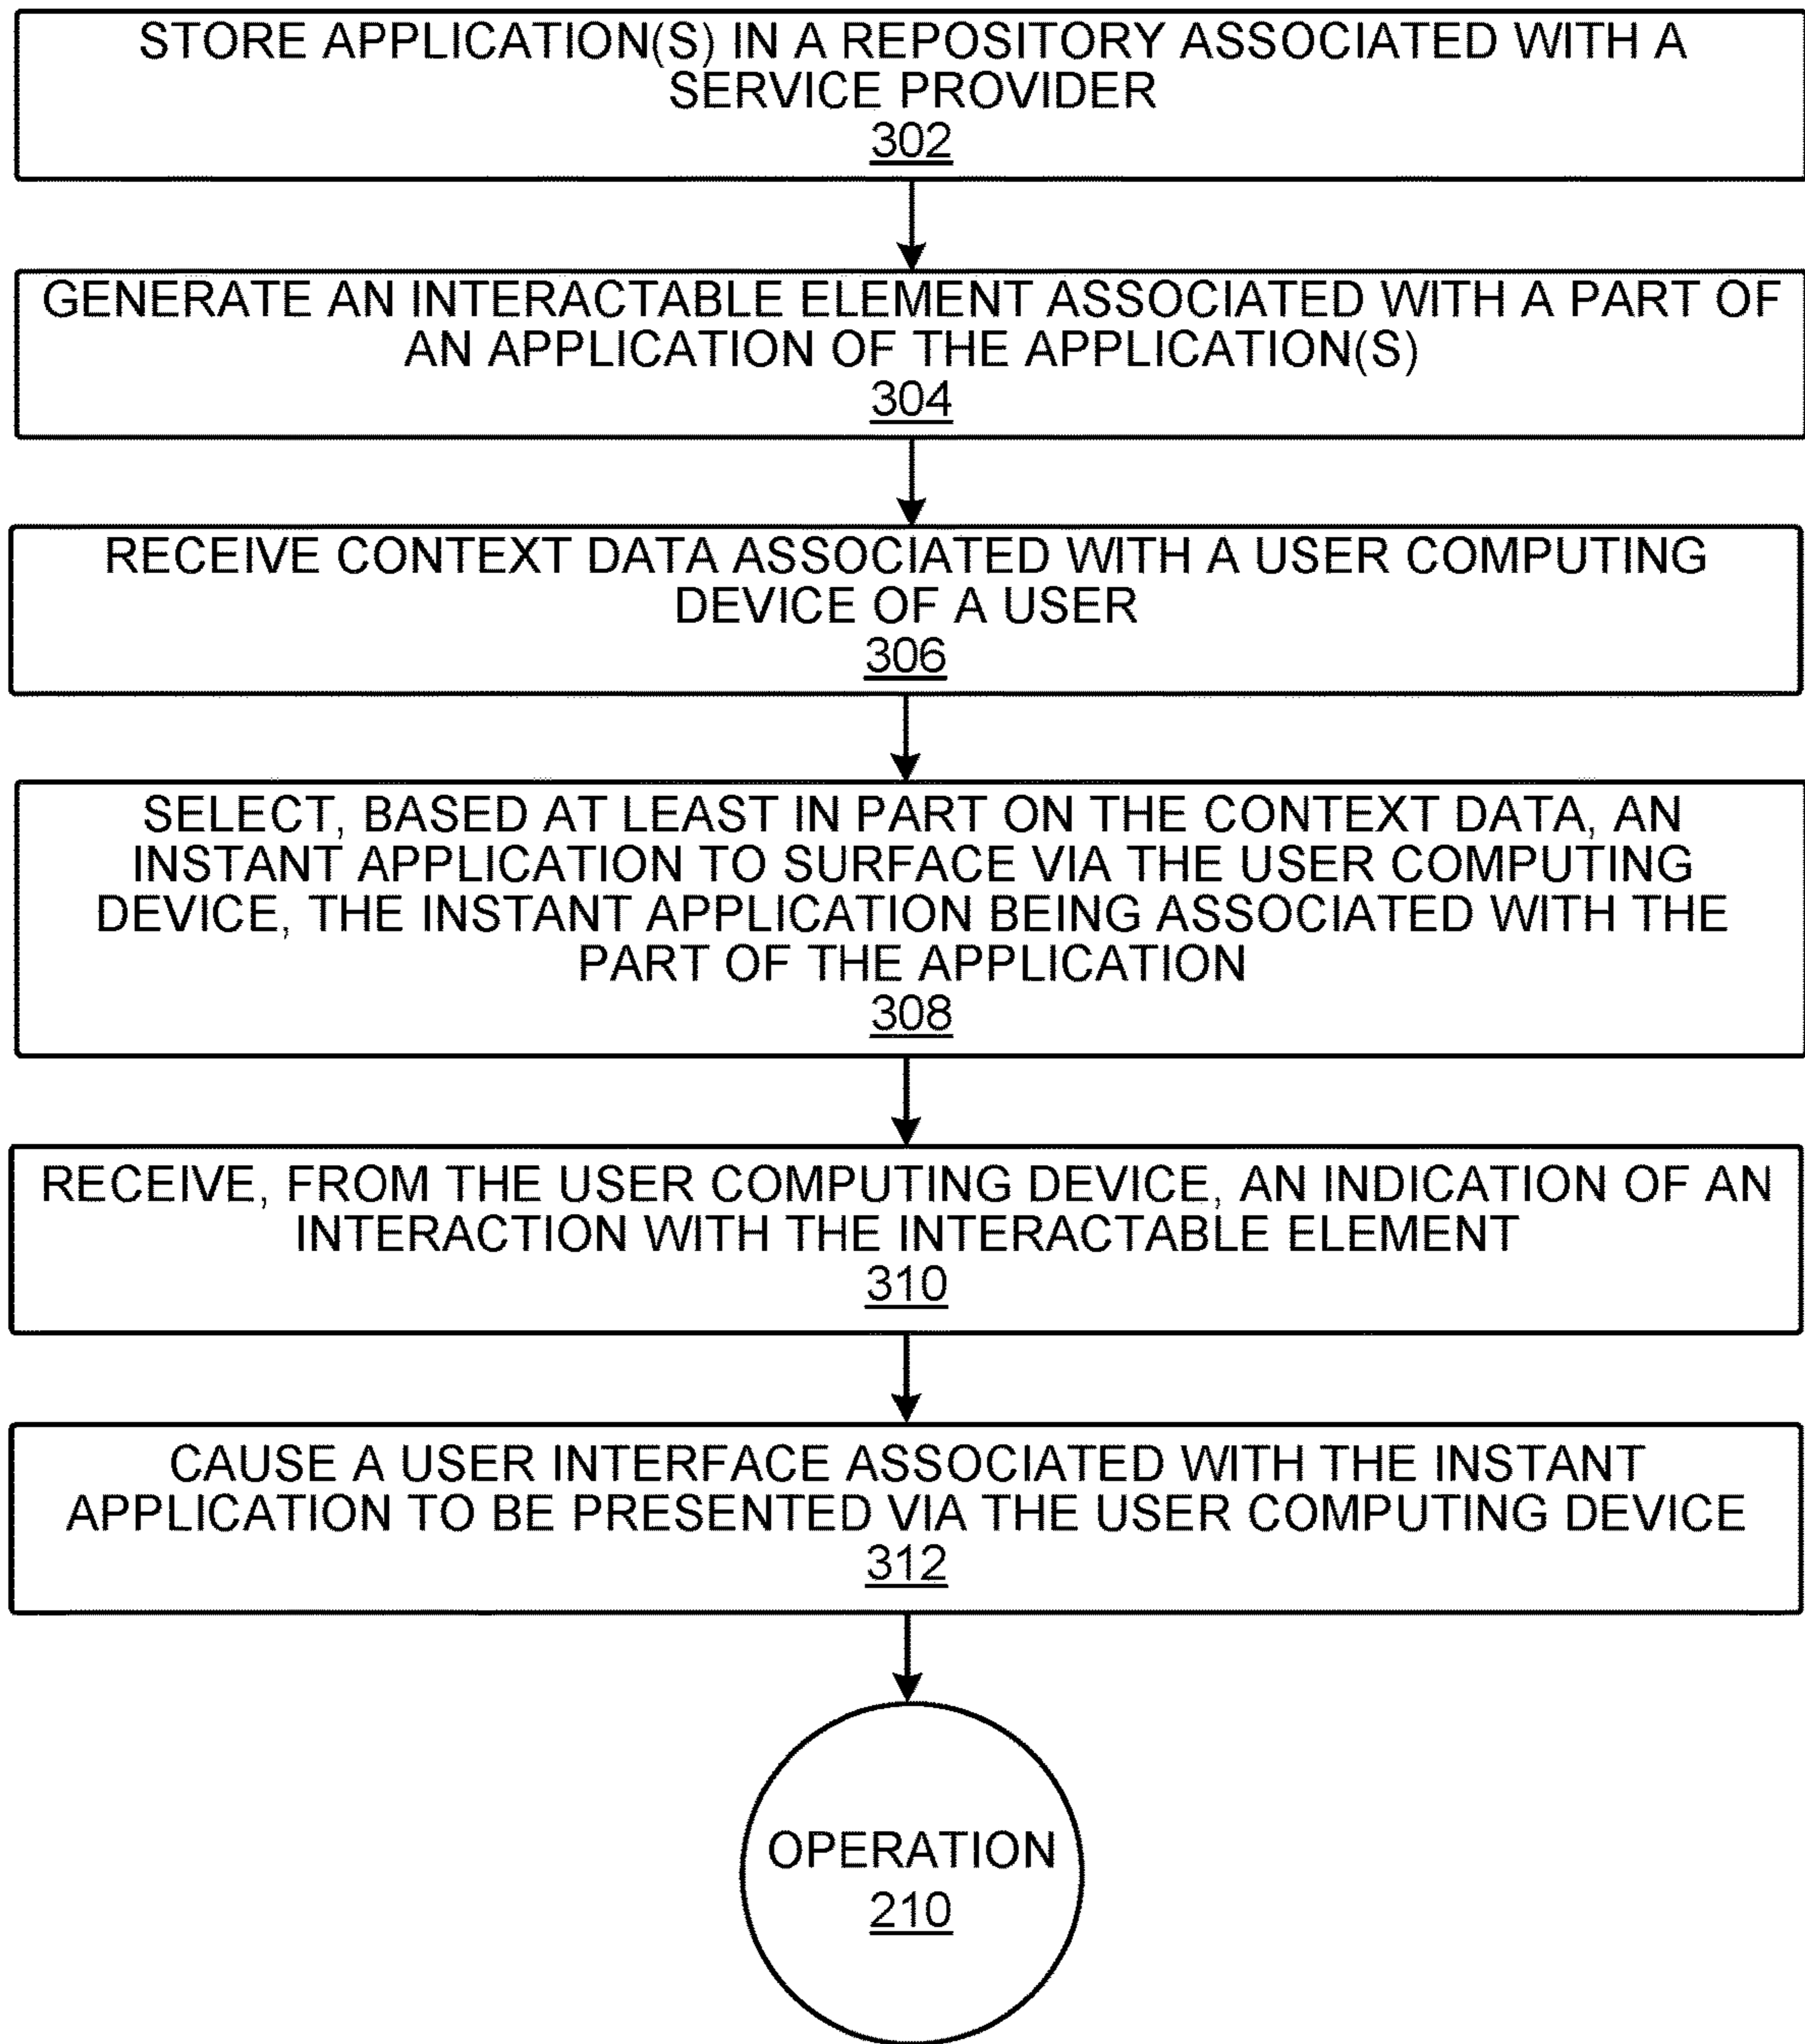 STORE APPLICATION(S) IN A REPOSITORY ASSOCIATED WITH A
SERVICE PROVIDER
302
GENERATE AN INTERACTABLE ELEMENT ASSOCIATED WITH A PART OF
AN APPLICATION OF THE APPLICATION(S)
304
RECEIVE CONTEXT DATA ASSOCIATED WITH A USER COMPUTING
DEVICE OF A USER
306
SELECT, BASED AT LEAST IN PART ON THE CONTEXT DATA, AN
INSTANT APPLICATION TO SURFACE VIA THE USER COMPUTING
DEVICE, THE INSTANT APPLICATION BEING ASSOCIATED WITH THE
PART OF THE APPLICATION
308
RECEIVE, FROM THE USER COMPUTING DEVICE, AN INDICATION OF AN
INTERACTION WITH THE INTERACTABLE ELEMENT
310
CAUSE A USER INTERFACE ASSOCIATED WITH THE INSTANT
APPLICATION TO BE PRESENTED VIA THE USER COMPUTING DEVICE
312
OPERATION
210